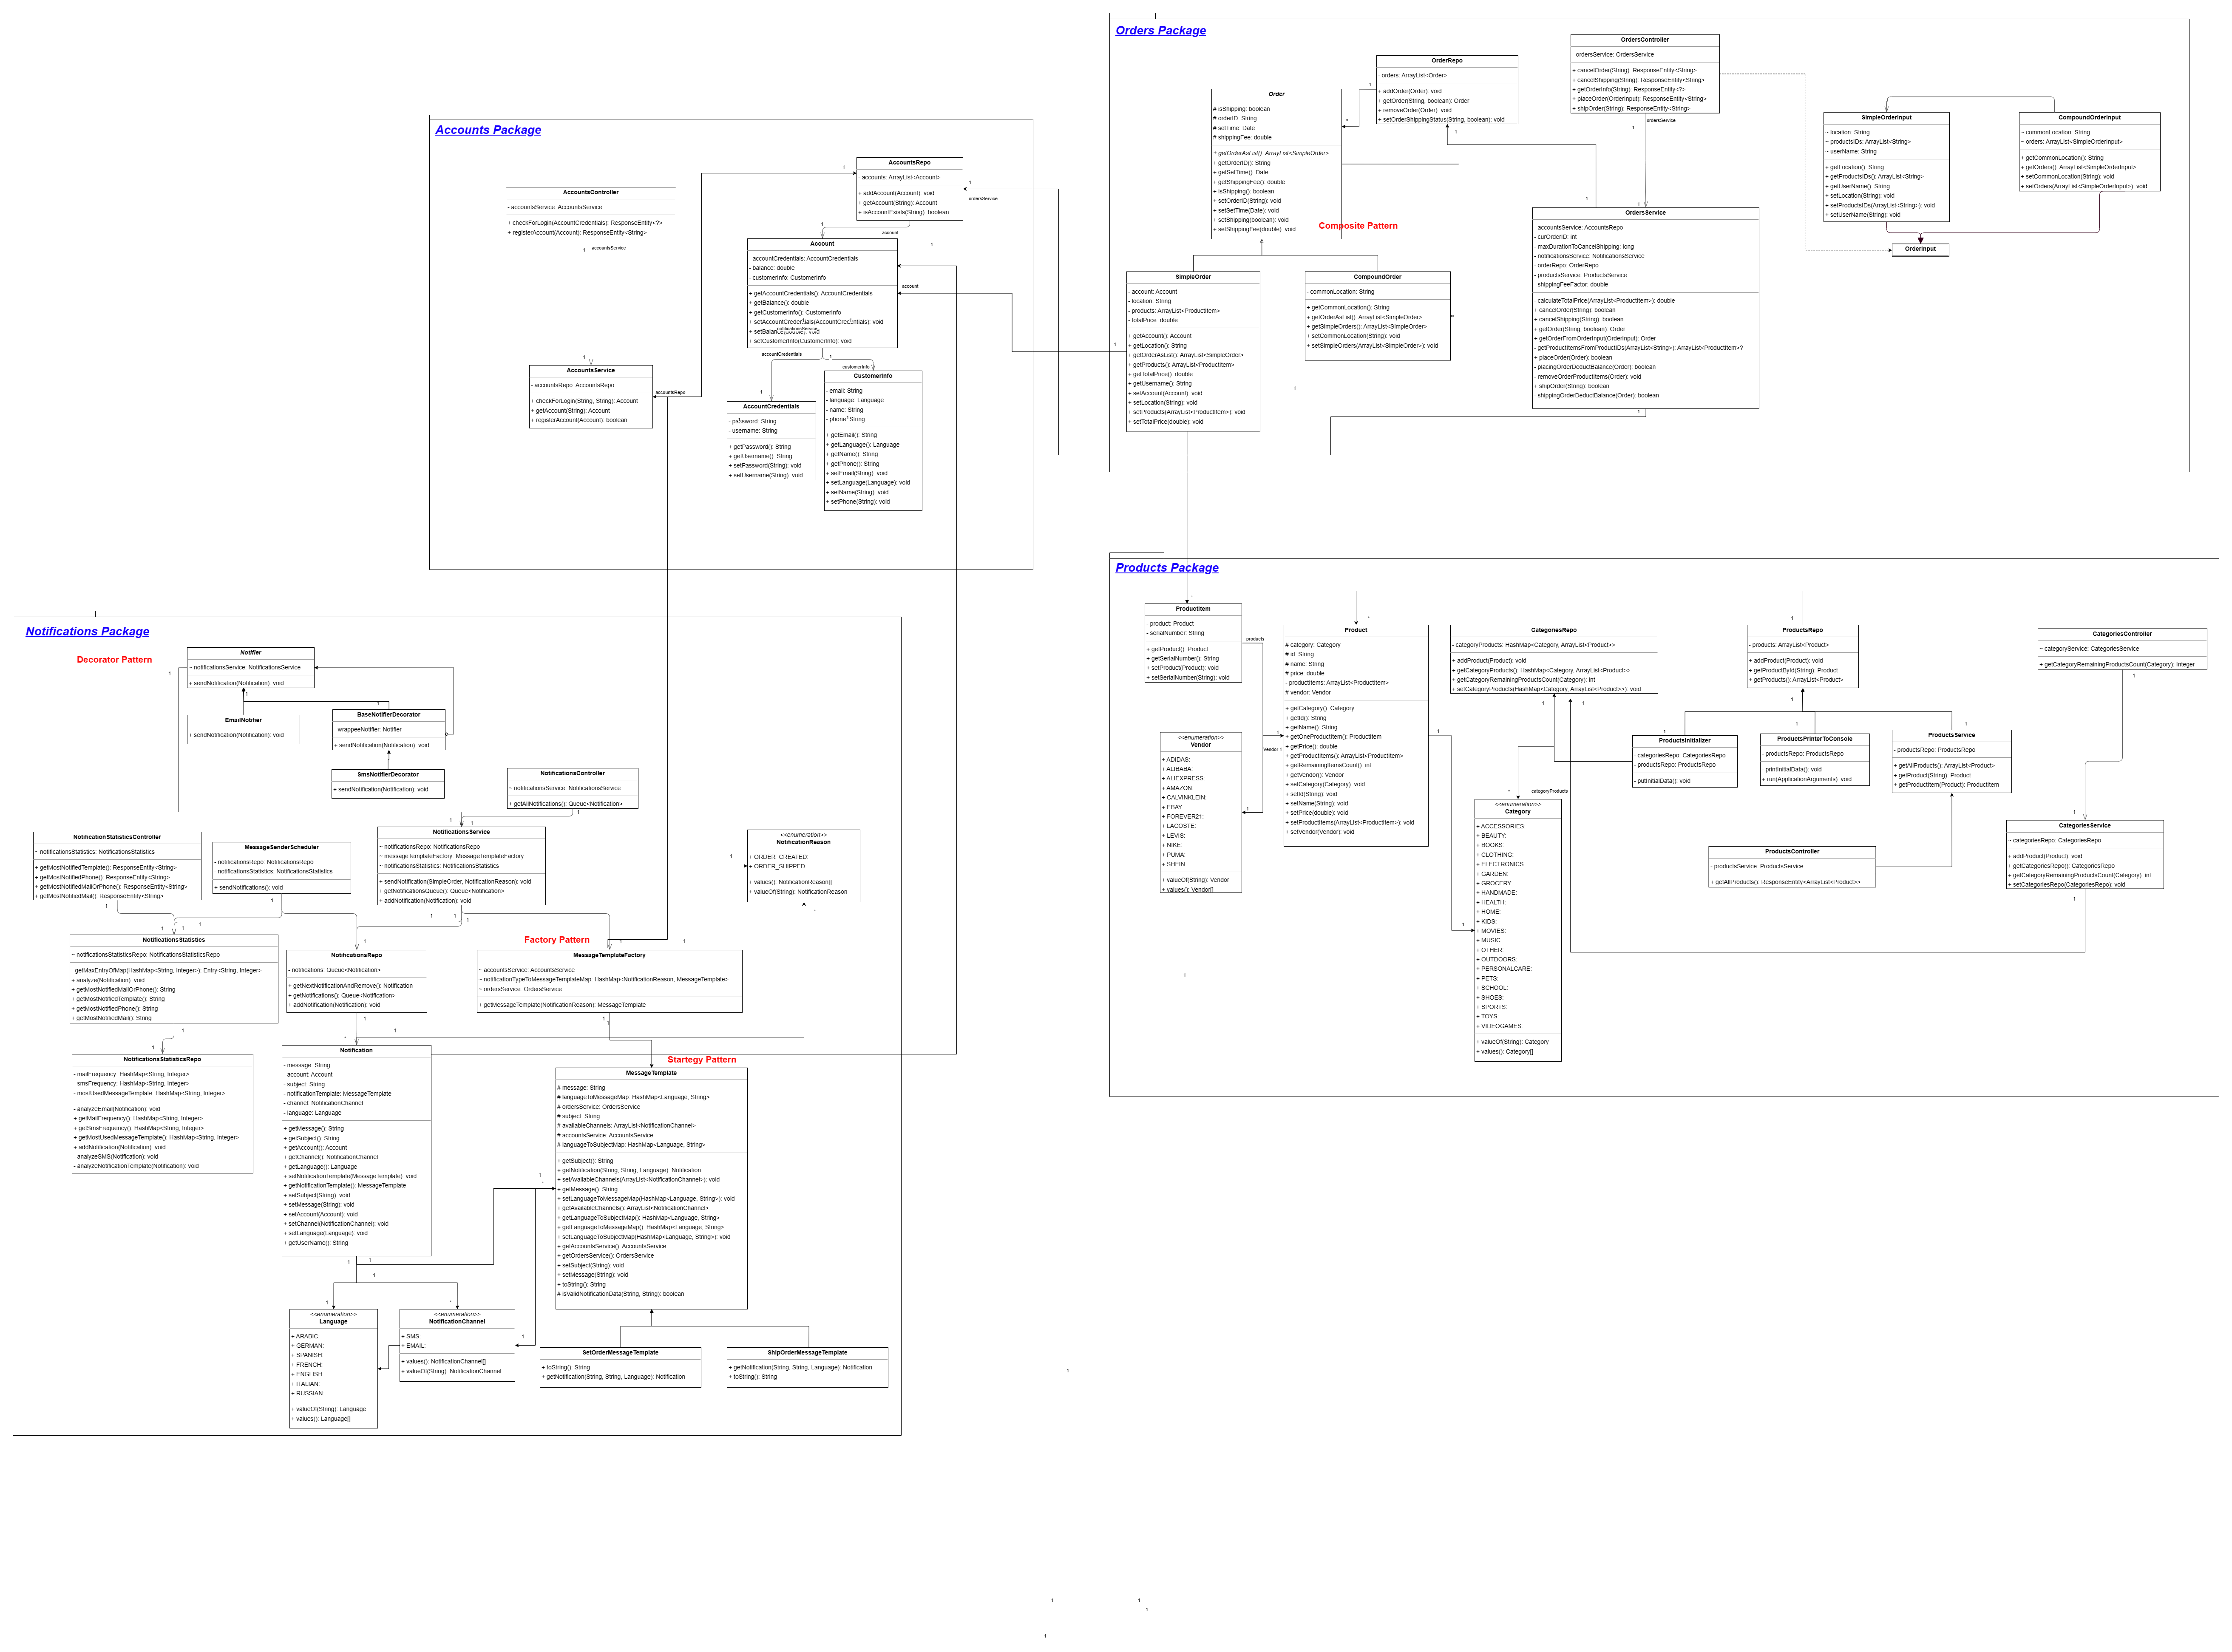 Orders Package
OrdersController
- ordersService: OrdersService
+ cancelOrder(String): ResponseEntity<String>
+ cancelShipping(String): ResponseEntity<String>
+ getOrderInfo(String): ResponseEntity<?>
+ placeOrder(OrderInput): ResponseEntity<String>
+ shipOrder(String): ResponseEntity<String>
OrderRepo
- orders: ArrayList<Order>
+ addOrder(Order): void
+ getOrder(String, boolean): Order
+ removeOrder(Order): void
+ setOrderShippingStatus(String, boolean): void
Order
# isShipping: boolean
# orderID: String
# setTime: Date
# shippingFee: double
+ getOrderAsList(): ArrayList<SimpleOrder>
+ getOrderID(): String
+ getSetTime(): Date
+ getShippingFee(): double
+ isShipping(): boolean
+ setOrderID(String): void
+ setSetTime(Date): void
+ setShipping(boolean): void
+ setShippingFee(double): void
Composite Pattern
SimpleOrderInput
~ location: String
~ productsIDs: ArrayList<String>
~ userName: String
+ getLocation(): String
+ getProductsIDs(): ArrayList<String>
+ getUserName(): String
+ setLocation(String): void
+ setProductsIDs(ArrayList<String>): void
+ setUserName(String): void
CompoundOrderInput
~ commonLocation: String
~ orders: ArrayList<SimpleOrderInput>
+ getCommonLocation(): String
+ getOrders(): ArrayList<SimpleOrderInput>
+ setCommonLocation(String): void
+ setOrders(ArrayList<SimpleOrderInput>): void
OrderInput
OrdersService
- accountsService: AccountsRepo
- curOrderID: int
- maxDurationToCancelShipping: long
- notificationsService: NotificationsService
- orderRepo: OrderRepo
- productsService: ProductsService
- shippingFeeFactor: double
- calculateTotalPrice(ArrayList<ProductItem>): double
+ cancelOrder(String): boolean
+ cancelShipping(String): boolean
+ getOrder(String, boolean): Order
+ getOrderFromOrderInput(OrderInput): Order
- getProductItemsFromProductIDs(ArrayList<String>): ArrayList<ProductItem>?
+ placeOrder(Order): boolean
- placingOrderDeductBalance(Order): boolean
- removeOrderProductItems(Order): void
+ shipOrder(String): boolean
- shippingOrderDeductBalance(Order): boolean
SimpleOrder
- account: Account
- location: String
- products: ArrayList<ProductItem>
- totalPrice: double
+ getAccount(): Account
+ getLocation(): String
+ getOrderAsList(): ArrayList<SimpleOrder>
+ getProducts(): ArrayList<ProductItem>
+ getTotalPrice(): double
+ getUsername(): String
+ setAccount(Account): void
+ setLocation(String): void
+ setProducts(ArrayList<ProductItem>): void
+ setTotalPrice(double): void
CompoundOrder
- commonLocation: String
+ getCommonLocation(): String
+ getOrderAsList(): ArrayList<SimpleOrder>
+ getSimpleOrders(): ArrayList<SimpleOrder>
+ setCommonLocation(String): void
+ setSimpleOrders(ArrayList<SimpleOrder>): void
ordersService
Accounts Package
AccountsRepo
- accounts: ArrayList<Account>
+ addAccount(Account): void
+ getAccount(String): Account
+ isAccountExists(String): boolean
ordersService
AccountsController
- accountsService: AccountsService
+ checkForLogin(AccountCredentials): ResponseEntity<?>
+ registerAccount(Account): ResponseEntity<String>
accountsService
account
Account
- accountCredentials: AccountCredentials
- balance: double
- customerInfo: CustomerInfo
+ getAccountCredentials(): AccountCredentials
+ getBalance(): double
+ getCustomerInfo(): CustomerInfo
+ setAccountCredentials(AccountCredentials): void
notificationsService
+ setBalance(double): void
+ setCustomerInfo(CustomerInfo): void
account
accountCredentials
customerInfo
AccountsService
- accountsRepo: AccountsRepo
+ checkForLogin(String, String): Account
+ getAccount(String): Account
+ registerAccount(Account): boolean
accountsRepo
AccountCredentials
- password: String
- username: String
+ getPassword(): String
+ getUsername(): String
+ setPassword(String): void
+ setUsername(String): void
CustomerInfo
- email: String
- language: Language
- name: String
- phone: String
+ getEmail(): String
+ getLanguage(): Language
+ getName(): String
+ getPhone(): String
+ setEmail(String): void
+ setLanguage(Language): void
+ setName(String): void
+ setPhone(String): void
Products Package
ProductItem
- product: Product
- serialNumber: String
+ getProduct(): Product
+ getSerialNumber(): String
+ setProduct(Product): void
+ setSerialNumber(String): void
products
Product
# category: Category
# id: String
# name: String
# price: double
- productItems: ArrayList<ProductItem>
# vendor: Vendor
+ getCategory(): Category
+ getId(): String
+ getName(): String
+ getOneProductItem(): ProductItem
+ getPrice(): double
+ getProductItems(): ArrayList<ProductItem>
+ getRemainingItemsCount(): int
+ getVendor(): Vendor
+ setCategory(Category): void
+ setId(String): void
+ setName(String): void
+ setPrice(double): void
+ setProductItems(ArrayList<ProductItem>): void
+ setVendor(Vendor): void
<<enumeration>>
Vendor
+ ADIDAS:
+ ALIBABA:
+ ALIEXPRESS:
+ AMAZON:
+ CALVINKLEIN:
+ EBAY:
+ FOREVER21:
+ LACOSTE:
+ LEVIS:
+ NIKE:
+ PUMA:
+ SHEIN:
+ valueOf(String): Vendor
+ values(): Vendor[]
Vendor 1
CategoriesRepo
- categoryProducts: HashMap<Category, ArrayList<Product>>
+ addProduct(Product): void
+ getCategoryProducts(): HashMap<Category, ArrayList<Product>>
+ getCategoryRemainingProductsCount(Category): int
+ setCategoryProducts(HashMap<Category, ArrayList<Product>>): void
ProductsRepo
- products: ArrayList<Product>
+ addProduct(Product): void
+ getProductById(String): Product
+ getProducts(): ArrayList<Product>
CategoriesController
~ categoryService: CategoriesService
+ getCategoryRemainingProductsCount(Category): Integer
ProductsInitializer
- categoriesRepo: CategoriesRepo
- productsRepo: ProductsRepo
- putInitialData(): void
ProductsPrinterToConsole
- productsRepo: ProductsRepo
- printInitialData(): void
+ run(ApplicationArguments): void
ProductsService
- productsRepo: ProductsRepo
+ getAllProducts(): ArrayList<Product>
+ getProduct(String): Product
+ getProductItem(Product): ProductItem
categoryProducts
<<enumeration>>
Category
+ ACCESSORIES:
+ BEAUTY:
+ BOOKS:
+ CLOTHING:
+ ELECTRONICS:
+ GARDEN:
+ GROCERY:
+ HANDMADE:
+ HEALTH:
+ HOME:
+ KIDS:
+ MOVIES:
+ MUSIC:
+ OTHER:
+ OUTDOORS:
+ PERSONALCARE:
+ PETS:
+ SCHOOL:
+ SHOES:
+ SPORTS:
+ TOYS:
+ VIDEOGAMES:
+ valueOf(String): Category
+ values(): Category[]
ProductsController
- productsService: ProductsService
+ getAllProducts(): ResponseEntity<ArrayList<Product>>
CategoriesService
~ categoriesRepo: CategoriesRepo
+ addProduct(Product): void
+ getCategoriesRepo(): CategoriesRepo
+ getCategoryRemainingProductsCount(Category): int
+ setCategoriesRepo(CategoriesRepo): void
Notifications Package
Decorator Pattern
Notifier
~ notificationsService: NotificationsService
+ sendNotification(Notification): void
EmailNotifier
+ sendNotification(Notification): void
BaseNotifierDecorator
- wrappeeNotifier: Notifier
+ sendNotification(Notification): void
SmsNotifierDecorator
+ sendNotification(Notification): void
NotificationsController
~ notificationsService: NotificationsService
+ getAllNotifications(): Queue<Notification>
NotificationStatisticsController
~ notificationsStatistics: NotificationsStatistics
+ getMostNotifiedTemplate(): ResponseEntity<String>
+ getMostNotifiedPhone(): ResponseEntity<String>
+ getMostNotifiedMailOrPhone(): ResponseEntity<String>
+ getMostNotifiedMail(): ResponseEntity<String>
MessageSenderScheduler
- notificationsRepo: NotificationsRepo
- notificationsStatistics: NotificationsStatistics
+ sendNotifications(): void
NotificationsService
~ notificationsRepo: NotificationsRepo
~ messageTemplateFactory: MessageTemplateFactory
~ notificationsStatistics: NotificationsStatistics
+ sendNotification(SimpleOrder, NotificationReason): void
+ getNotificationsQueue(): Queue<Notification>
+ addNotification(Notification): void
<<enumeration>>
NotificationReason
+ ORDER_CREATED:
+ ORDER_SHIPPED:
+ values(): NotificationReason[]
+ valueOf(String): NotificationReason
Factory Pattern
NotificationsStatistics
~ notificationsStatisticsRepo: NotificationsStatisticsRepo
- getMaxEntryOfMap(HashMap<String, Integer>): Entry<String, Integer>
+ analyze(Notification): void
+ getMostNotifiedMailOrPhone(): String
+ getMostNotifiedTemplate(): String
+ getMostNotifiedPhone(): String
+ getMostNotifiedMail(): String
NotificationsRepo
- notifications: Queue<Notification>
+ getNextNotificationAndRemove(): Notification
+ getNotifications(): Queue<Notification>
+ addNotification(Notification): void
MessageTemplateFactory
~ accountsService: AccountsService
~ notificationTypeToMessageTemplateMap: HashMap<NotificationReason, MessageTemplate>
~ ordersService: OrdersService
+ getMessageTemplate(NotificationReason): MessageTemplate
NotificationsStatisticsRepo
- mailFrequency: HashMap<String, Integer>
- smsFrequency: HashMap<String, Integer>
- mostUsedMessageTemplate: HashMap<String, Integer>
- analyzeEmail(Notification): void
+ getMailFrequency(): HashMap<String, Integer>
+ getSmsFrequency(): HashMap<String, Integer>
+ getMostUsedMessageTemplate(): HashMap<String, Integer>
+ addNotification(Notification): void
- analyzeSMS(Notification): void
- analyzeNotificationTemplate(Notification): void
Notification
- message: String
- account: Account
- subject: String
- notificationTemplate: MessageTemplate
- channel: NotificationChannel
- language: Language
+ getMessage(): String
+ getSubject(): String
+ getAccount(): Account
+ getChannel(): NotificationChannel
+ getLanguage(): Language
+ setNotificationTemplate(MessageTemplate): void
+ getNotificationTemplate(): MessageTemplate
+ setSubject(String): void
+ setMessage(String): void
+ setAccount(Account): void
+ setChannel(NotificationChannel): void
+ setLanguage(Language): void
+ getUserName(): String
Startegy Pattern
MessageTemplate
# message: String
# languageToMessageMap: HashMap<Language, String>
# ordersService: OrdersService
# subject: String
# availableChannels: ArrayList<NotificationChannel>
# accountsService: AccountsService
# languageToSubjectMap: HashMap<Language, String>
+ getSubject(): String
+ getNotification(String, String, Language): Notification
+ setAvailableChannels(ArrayList<NotificationChannel>): void
+ getMessage(): String
+ setLanguageToMessageMap(HashMap<Language, String>): void
+ getAvailableChannels(): ArrayList<NotificationChannel>
+ getLanguageToSubjectMap(): HashMap<Language, String>
+ getLanguageToMessageMap(): HashMap<Language, String>
+ setLanguageToSubjectMap(HashMap<Language, String>): void
+ getAccountsService(): AccountsService
+ getOrdersService(): OrdersService
+ setSubject(String): void
+ setMessage(String): void
+ toString(): String
# isValidNotificationData(String, String): boolean
<<enumeration>>
Language
+ ARABIC:
+ GERMAN:
+ SPANISH:
+ FRENCH:
+ ENGLISH:
+ ITALIAN:
+ RUSSIAN:
+ valueOf(String): Language
+ values(): Language[]
<<enumeration>>
NotificationChannel
+ SMS:
+ EMAIL:
+ values(): NotificationChannel[]
+ valueOf(String): NotificationChannel
SetOrderMessageTemplate
+ toString(): String
+ getNotification(String, String, Language): Notification
ShipOrderMessageTemplate
+ getNotification(String, String, Language): Notification
+ toString(): String